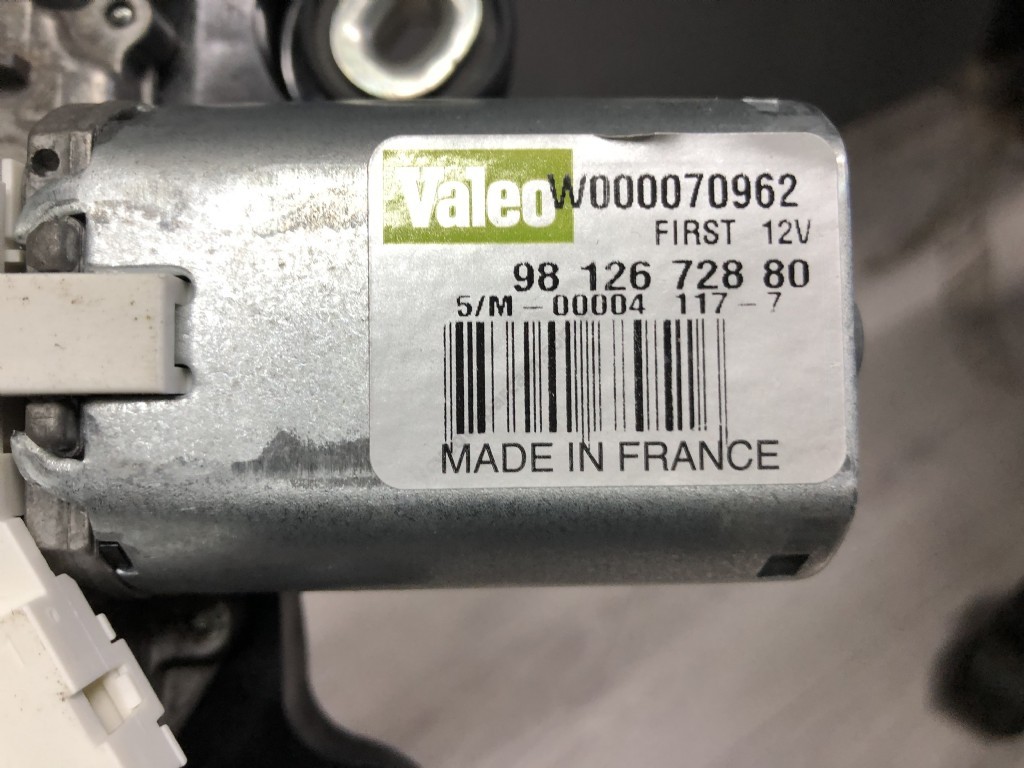 Valeo W000070962
FIRST 12V
98 126 728 80
5/M-00004 117-7
MADE IN FRANCE